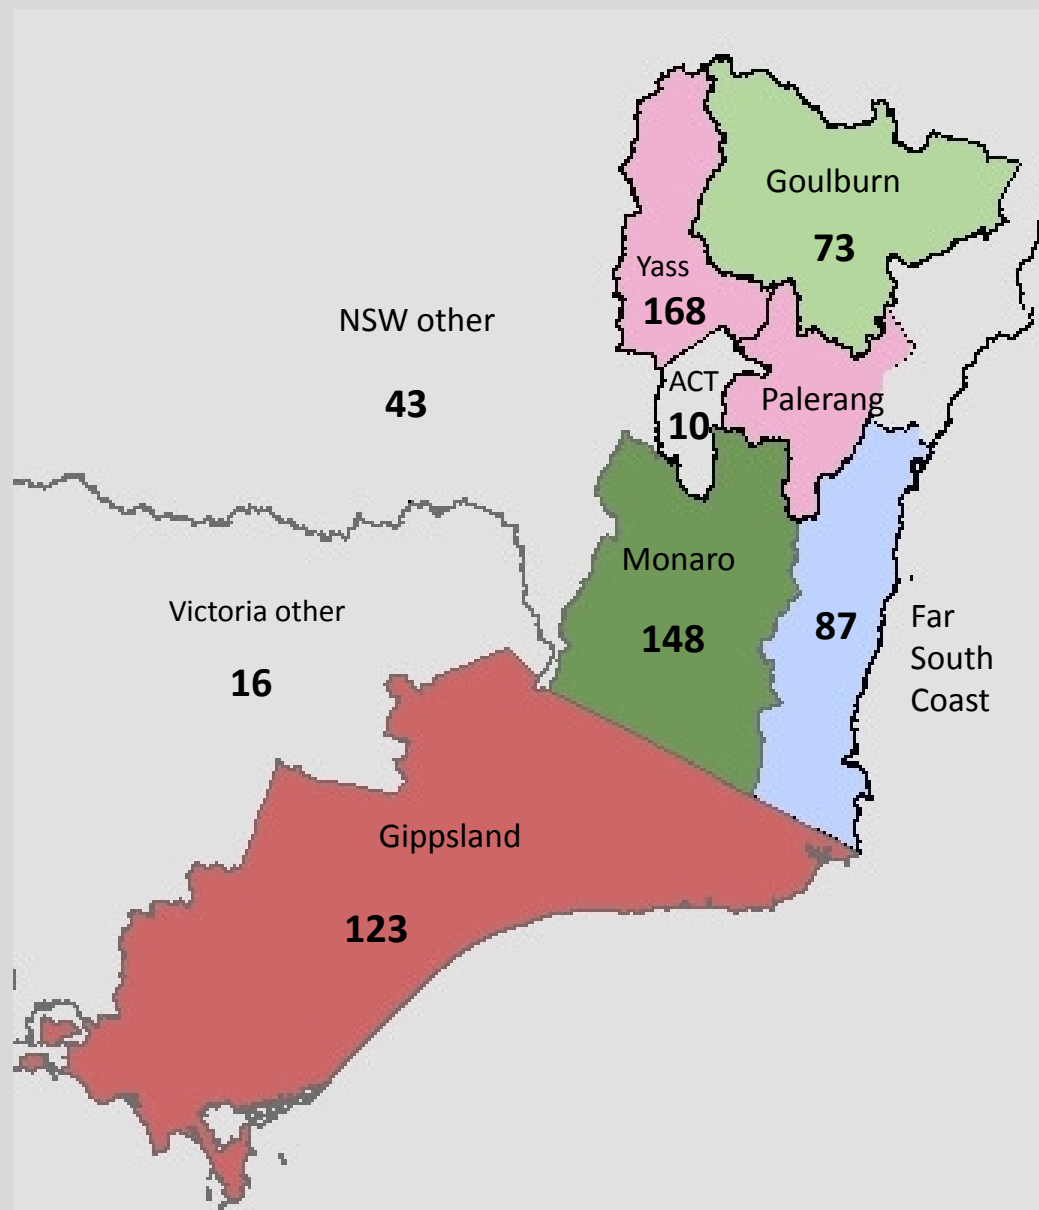 Goulburn
73
Yass
168
NSW other
43
ACT
10
Palerang
Monaro
148
Victoria other
16
87
Far
South
Coast
Gippsland
123